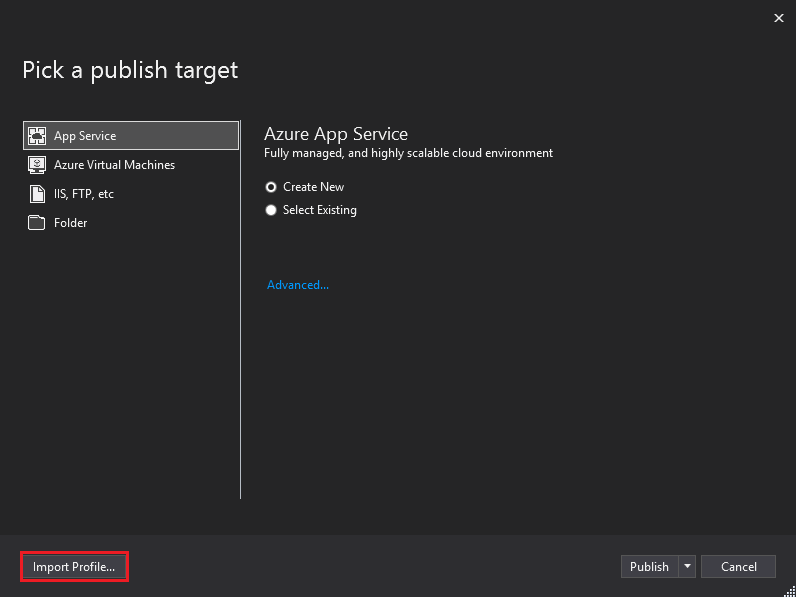 Pick a publish target
App Service
Azure Virtual Machines
IIS, FTP, etc
Folder
Azure App Service
Fully managed, and highly scalable cloud environment
Create New
Select Existing
Advanced...
Import Profile...
Publish
Cancel